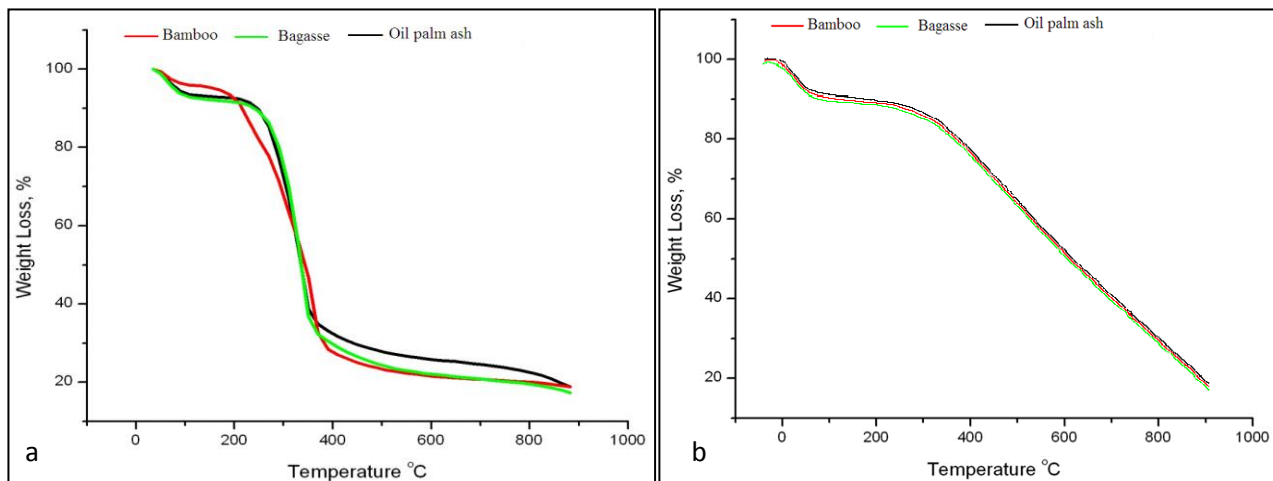 Bamboo Bagasse Oil palm ash
100
80
60
40
20
Weight Loss, %
0 200 400 600 800 1000
Temperature °C
a
Bamboo Bagasse Oil palm ash
100
80
60
40
20
Weight Loss, %
0 200 400 600 800 1000
Temperature °C
b